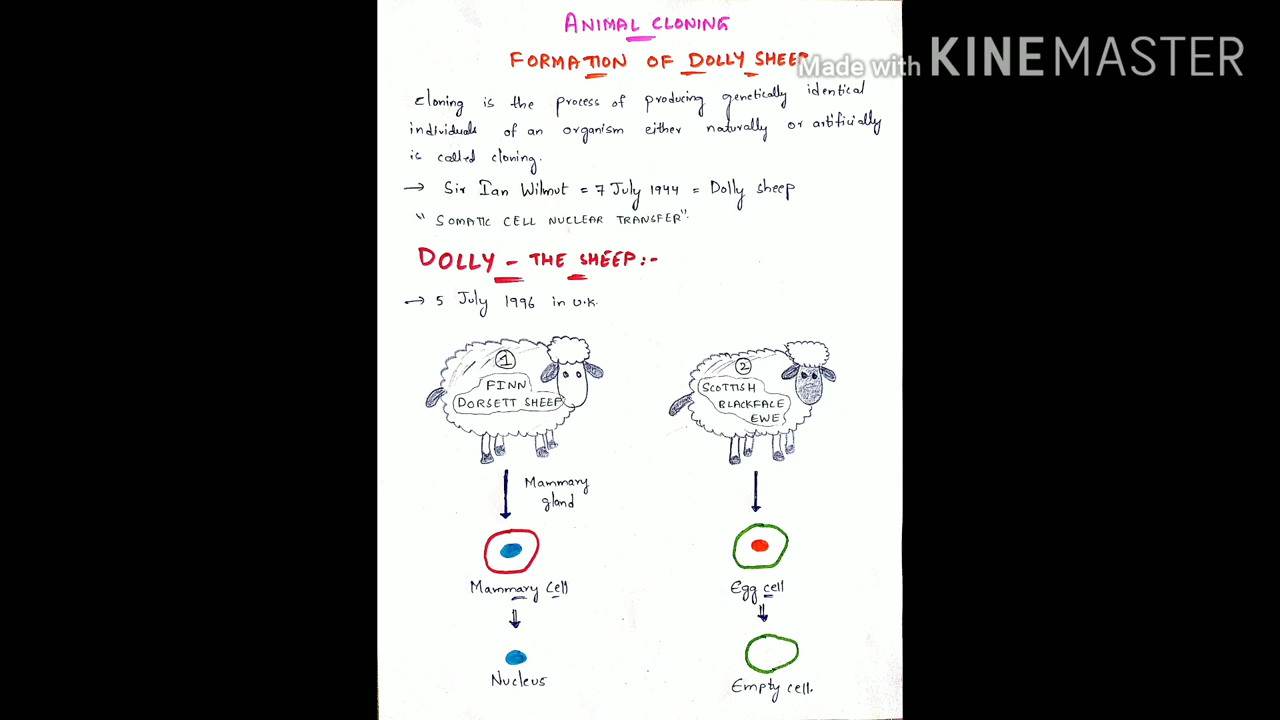 ANIMAL CLONING
FORMATION OF DOLLY SHEEP
Made with KINEMASTER
cloning is the process of producing genetically identical
individuals of an organism either naturally or artificially
is called cloning.
→ Sir Ian Wilmut = 7 July 1944 = Dolly sheep
"SOMATIC CELL NUCLEAR TRANSFER".
DOLLY – THE SHEEP:-
→ 5 July 1996 in U.K.
1
FINN
DORSETT SHEEP
2
SCOTTISH
BLACKFALE
EWE
Mammary
gland
Mammary Cell
Egg cell
Nucleus
Empty cell.